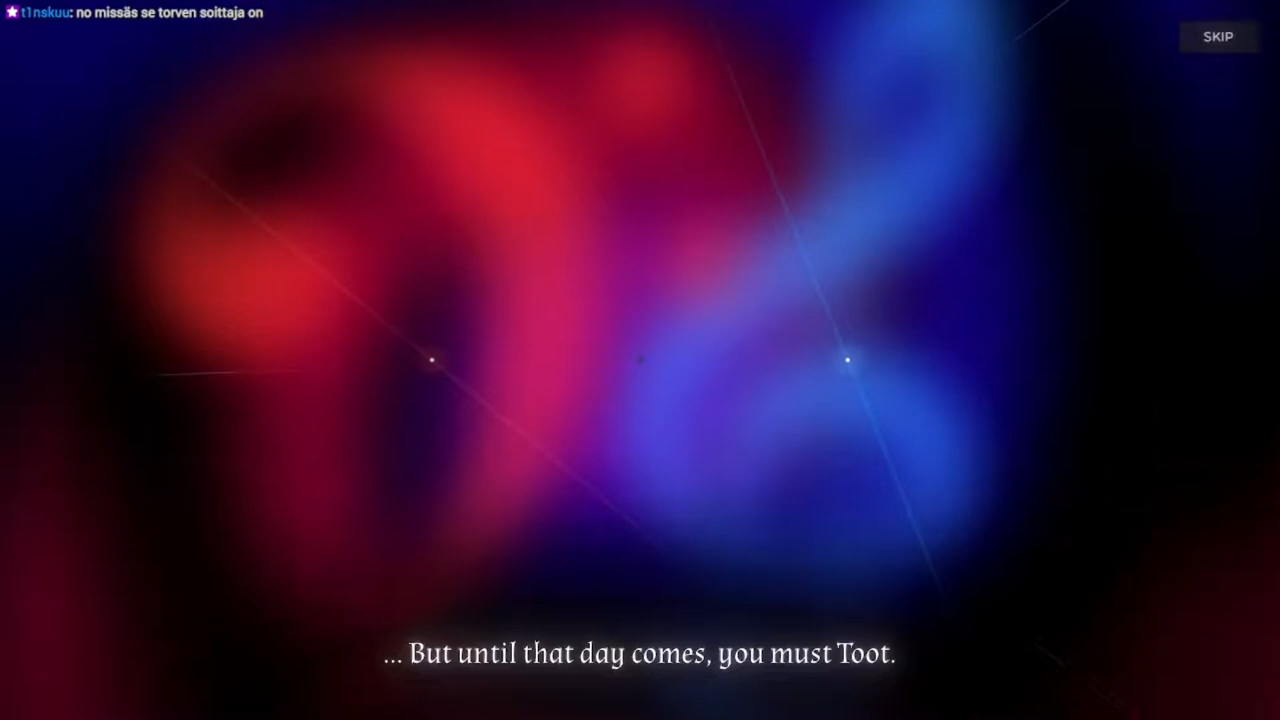 t1nskuu: no missäs se torven soittaja on
SKIP
... But until that day comes, you must Toot.